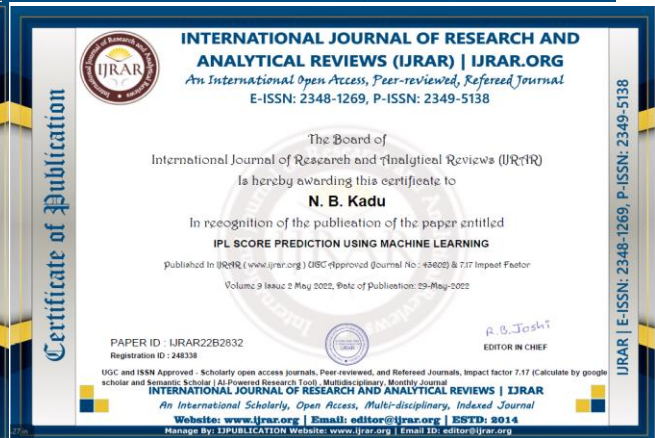 INTERNATIONAL JOURNAL OF RESEARCH AND
ANALYTICAL REVIEWS (IJRAR) | IJRAR.ORG
An International Open Access, Peer-reviewed, Refereed Journal
E-ISSN: 2348-1269, P-ISSN: 2349-5138
IJRAR
Certificate of Publication
The Board of
International Journal of Research and Analytical Reviews (IJRAR)
Is hereby awarding this certificate to
N. B. Kadu
In recognition of the publication of the paper entitled
IPL SCORE PREDICTION USING MACHINE LEARNING
Published In IJRAR ( www.ijrar.org ) UGC Approved (Journal No : 43602) & 7.17 Impact Factor
Volume 9 Issue 2 May 2022, Date of Publication: 29-May-2022
PAPER ID : IJRAR22B2832
Registration ID : 248338
R.B.Joshi
EDITOR IN CHIEF
UGC and ISSN Approved - Scholarly open access journals, Peer-reviewed, and Refereed Journals, Impact factor 7.17 (Calculate by google
scholar and Semantic Scholar | AI-Powered Research Tool) , Multidisciplinary, Monthly Journal
INTERNATIONAL JOURNAL OF RESEARCH AND ANALYTICAL REVIEWS | IJRAR
An International Scholarly, Open Access, Multi-disciplinary, Indexed Journal
Website: www.ijrar.org | Email: editor@ijrar.org | ESTD: 2014
Manage By: IJPUBLICATION Website: www.ijrar.org | Email ID: editor@ijrar.org
IJRAR | E-ISSN: 2348-1269, P-ISSN: 2349-5138